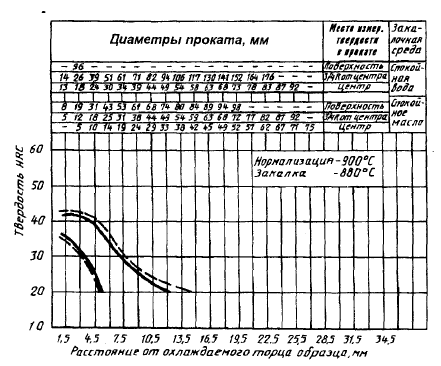 Диаметры проката, мм
Место измер. твердости в прокате
Закалочная среда
– 96 Поверхность
14 26 39 51 61 71 82 94 106 117 130 141 152 164 176 – 3/4 R от центра
13 18 24 30 34 39 44 49 54 58 63 68 73 78 83 87 92 – Центр
Спокойная вода
8 19 31 43 53 61 68 74 80 84 89 94 98 Поверхность
5 12 18 25 31 38 44 49 54 59 63 68 72 77 82 87 92 – 3/4 R от центра
– 5 10 14 19 24 29 33 38 42 45 49 52 57 62 67 71 75 Центр
Спокойное масло
Твердость HRC
60
50
40
30
20
10
Нормализация - 900°С
Закалка - 880°С
1,5 4,5 7,5 10,5 13,5 16,5 19,5 22,5 25,5 28,5 31,5 34,5
Расстояние от охлаждаемого торца образца, мм